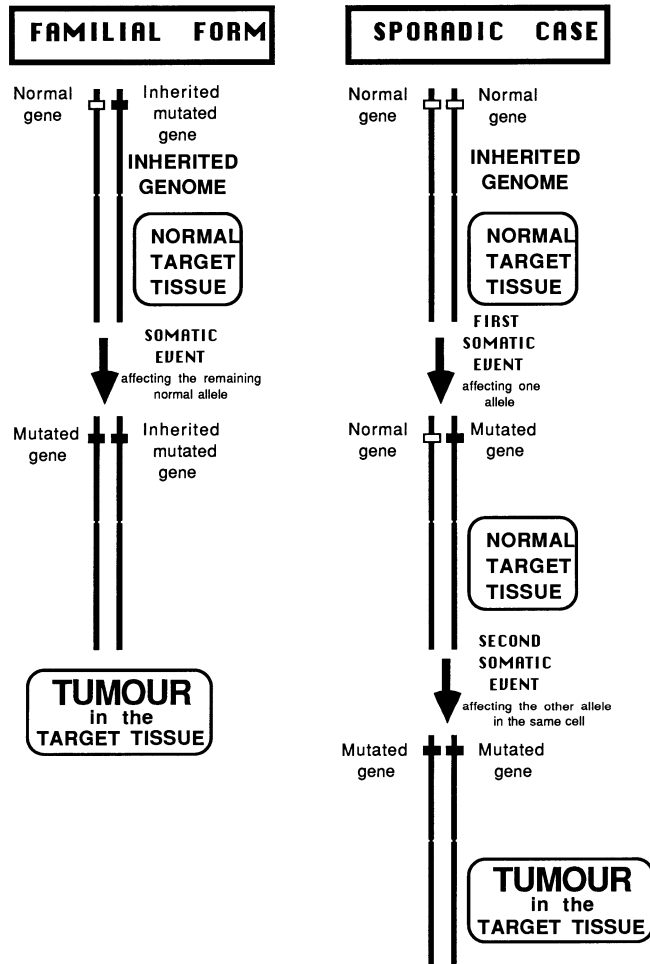 FAMILIAL FORM
Normal
gene
Inherited
mutated
gene
INHERITED
GENOME
NORMAL
TARGET
TISSUE
SOMATIC
EVENT
affecting the remaining
normal allele
Mutated
gene
Inherited
mutated
gene
TUMOUR
in the
TARGET TISSUE
SPORADIC CASE
Normal
gene
Normal
gene
INHERITED
GENOME
NORMAL
TARGET
TISSUE
FIRST
SOMATIC
EVENT
affecting one
allele
Normal
gene
Mutated
gene
NORMAL
TARGET
TISSUE
SECOND
SOMATIC
EVENT
affecting the other allele
in the same cell
Mutated
gene
Mutated
gene
TUMOUR
in the
TARGET TISSUE